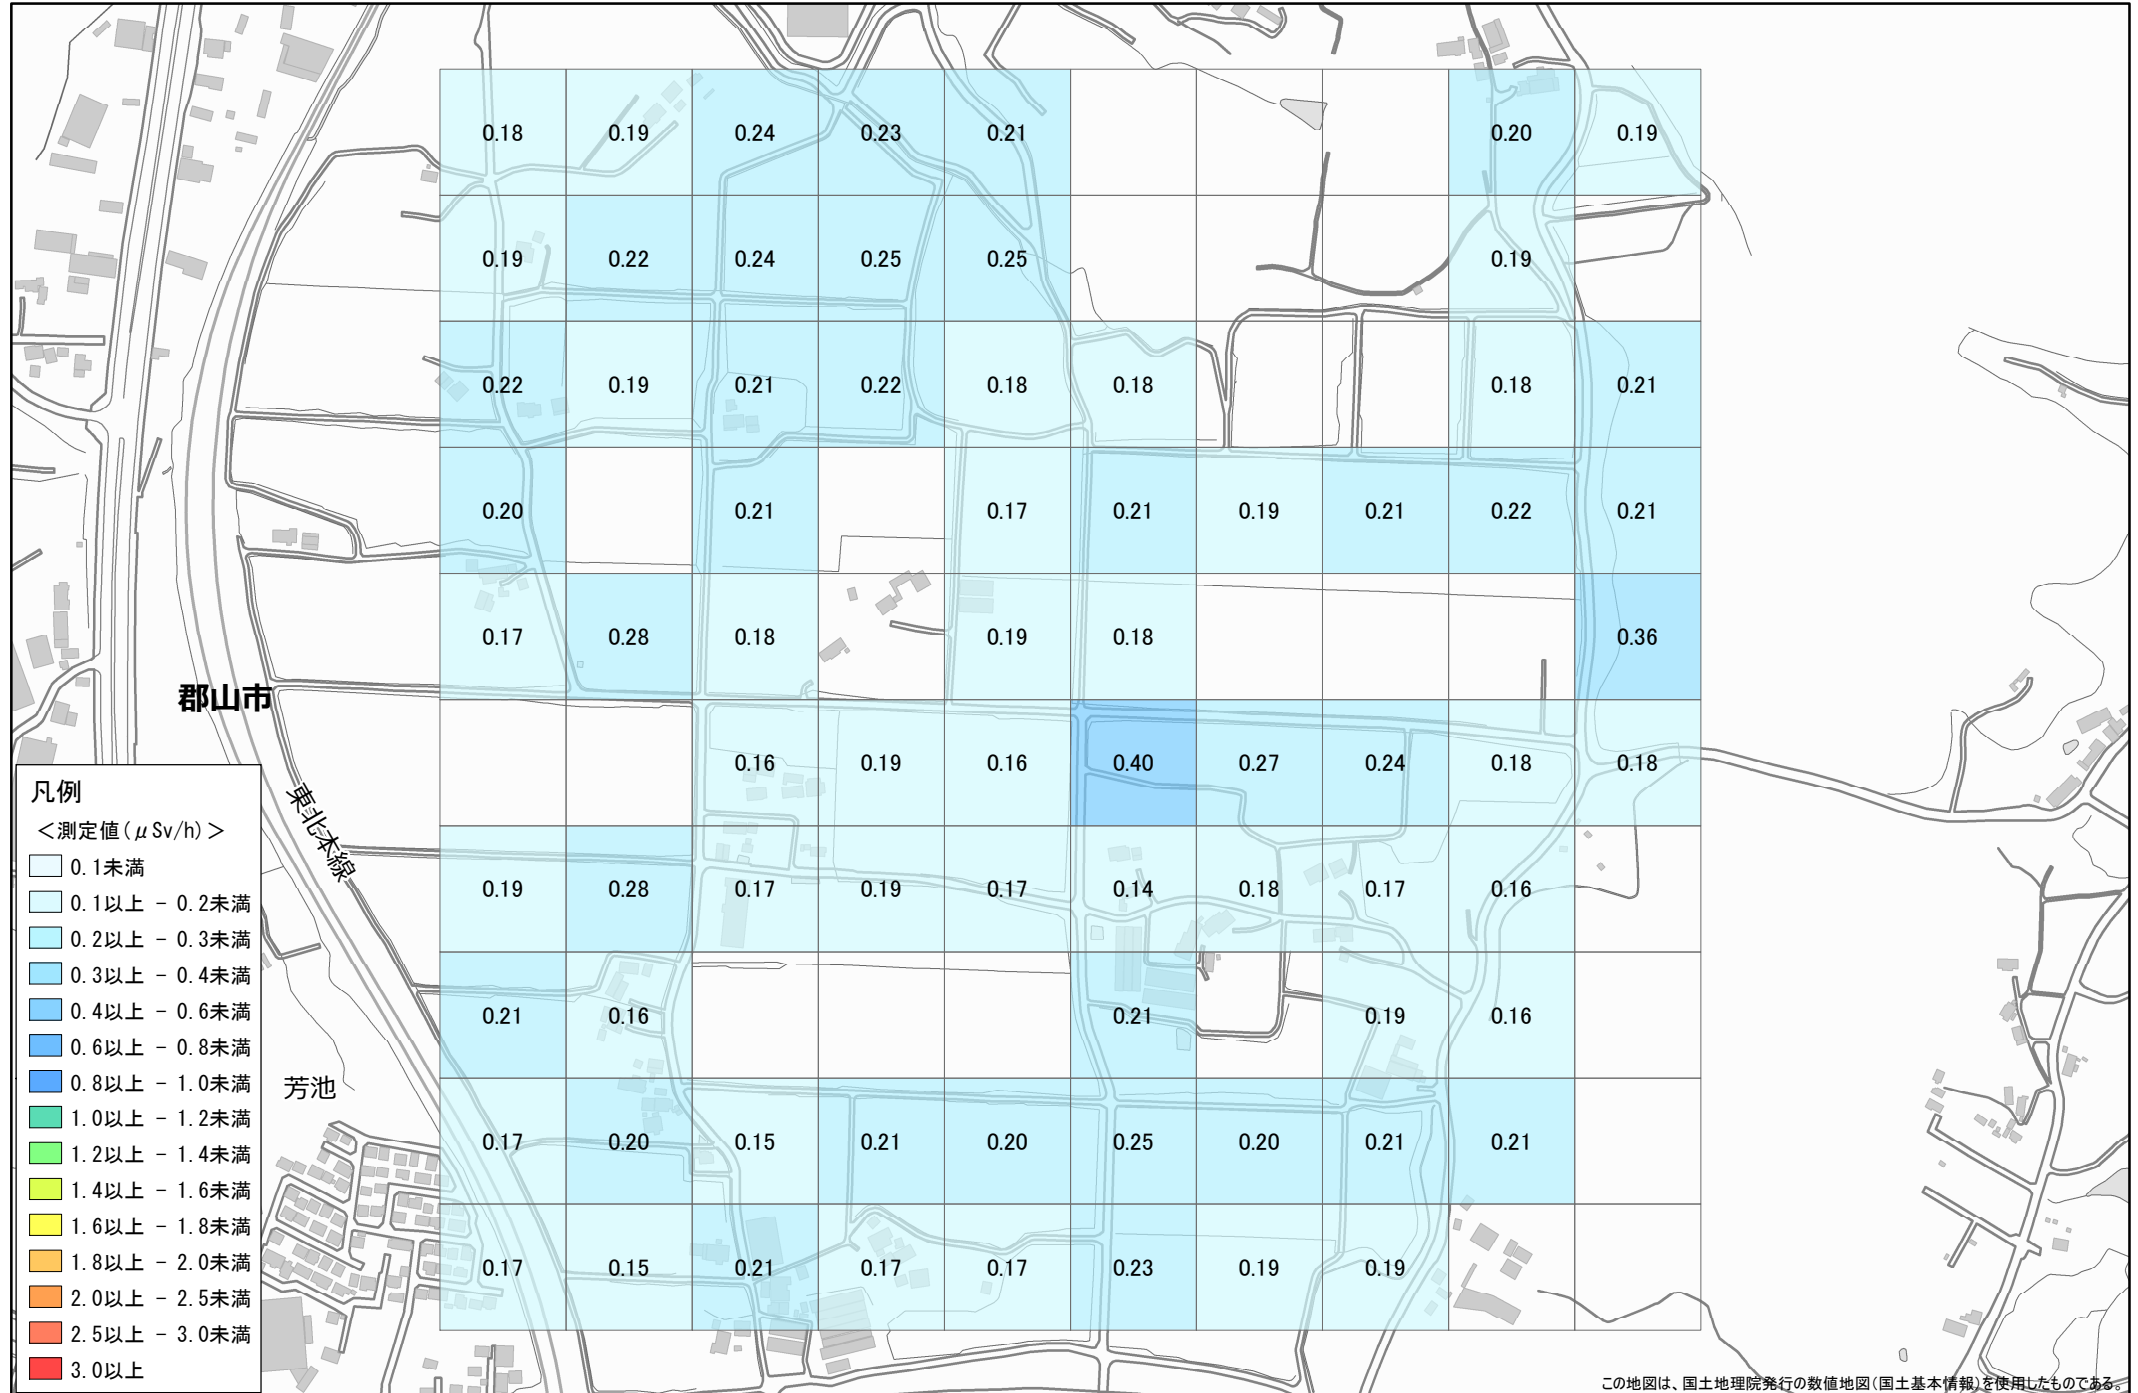 0.18 0.19 0.24 0.23 0.21 0.20 0.19
0.19 0.22 0.24 0.25 0.25 0.19
0.22 0.19 0.21 0.22 0.18 0.18 0.18 0.21
0.20 0.21 0.17 0.21 0.19 0.21 0.22 0.21
0.17 0.28 0.18 0.19 0.18 0.36
郡山市
0.16 0.19 0.16 0.40 0.27 0.24 0.18 0.18
東北本線
0.19 0.28 0.17 0.19 0.17 0.14 0.18 0.17 0.16
0.21 0.16 0.21 0.19 0.16
芳池
0.17 0.20 0.15 0.21 0.20 0.25 0.20 0.21 0.21
0.17 0.15 0.21 0.17 0.17 0.23 0.19 0.19
凡例
＜測定値(μSv/h)＞
0.1未満
0.1以上 - 0.2未満
0.2以上 - 0.3未満
0.3以上 - 0.4未満
0.4以上 - 0.6未満
0.6以上 - 0.8未満
0.8以上 - 1.0未満
1.0以上 - 1.2未満
1.2以上 - 1.4未満
1.4以上 - 1.6未満
1.6以上 - 1.8未満
1.8以上 - 2.0未満
2.0以上 - 2.5未満
2.5以上 - 3.0未満
3.0以上
この地図は、国土地理院発行の数値地図(国土基本情報)を使用したものである。